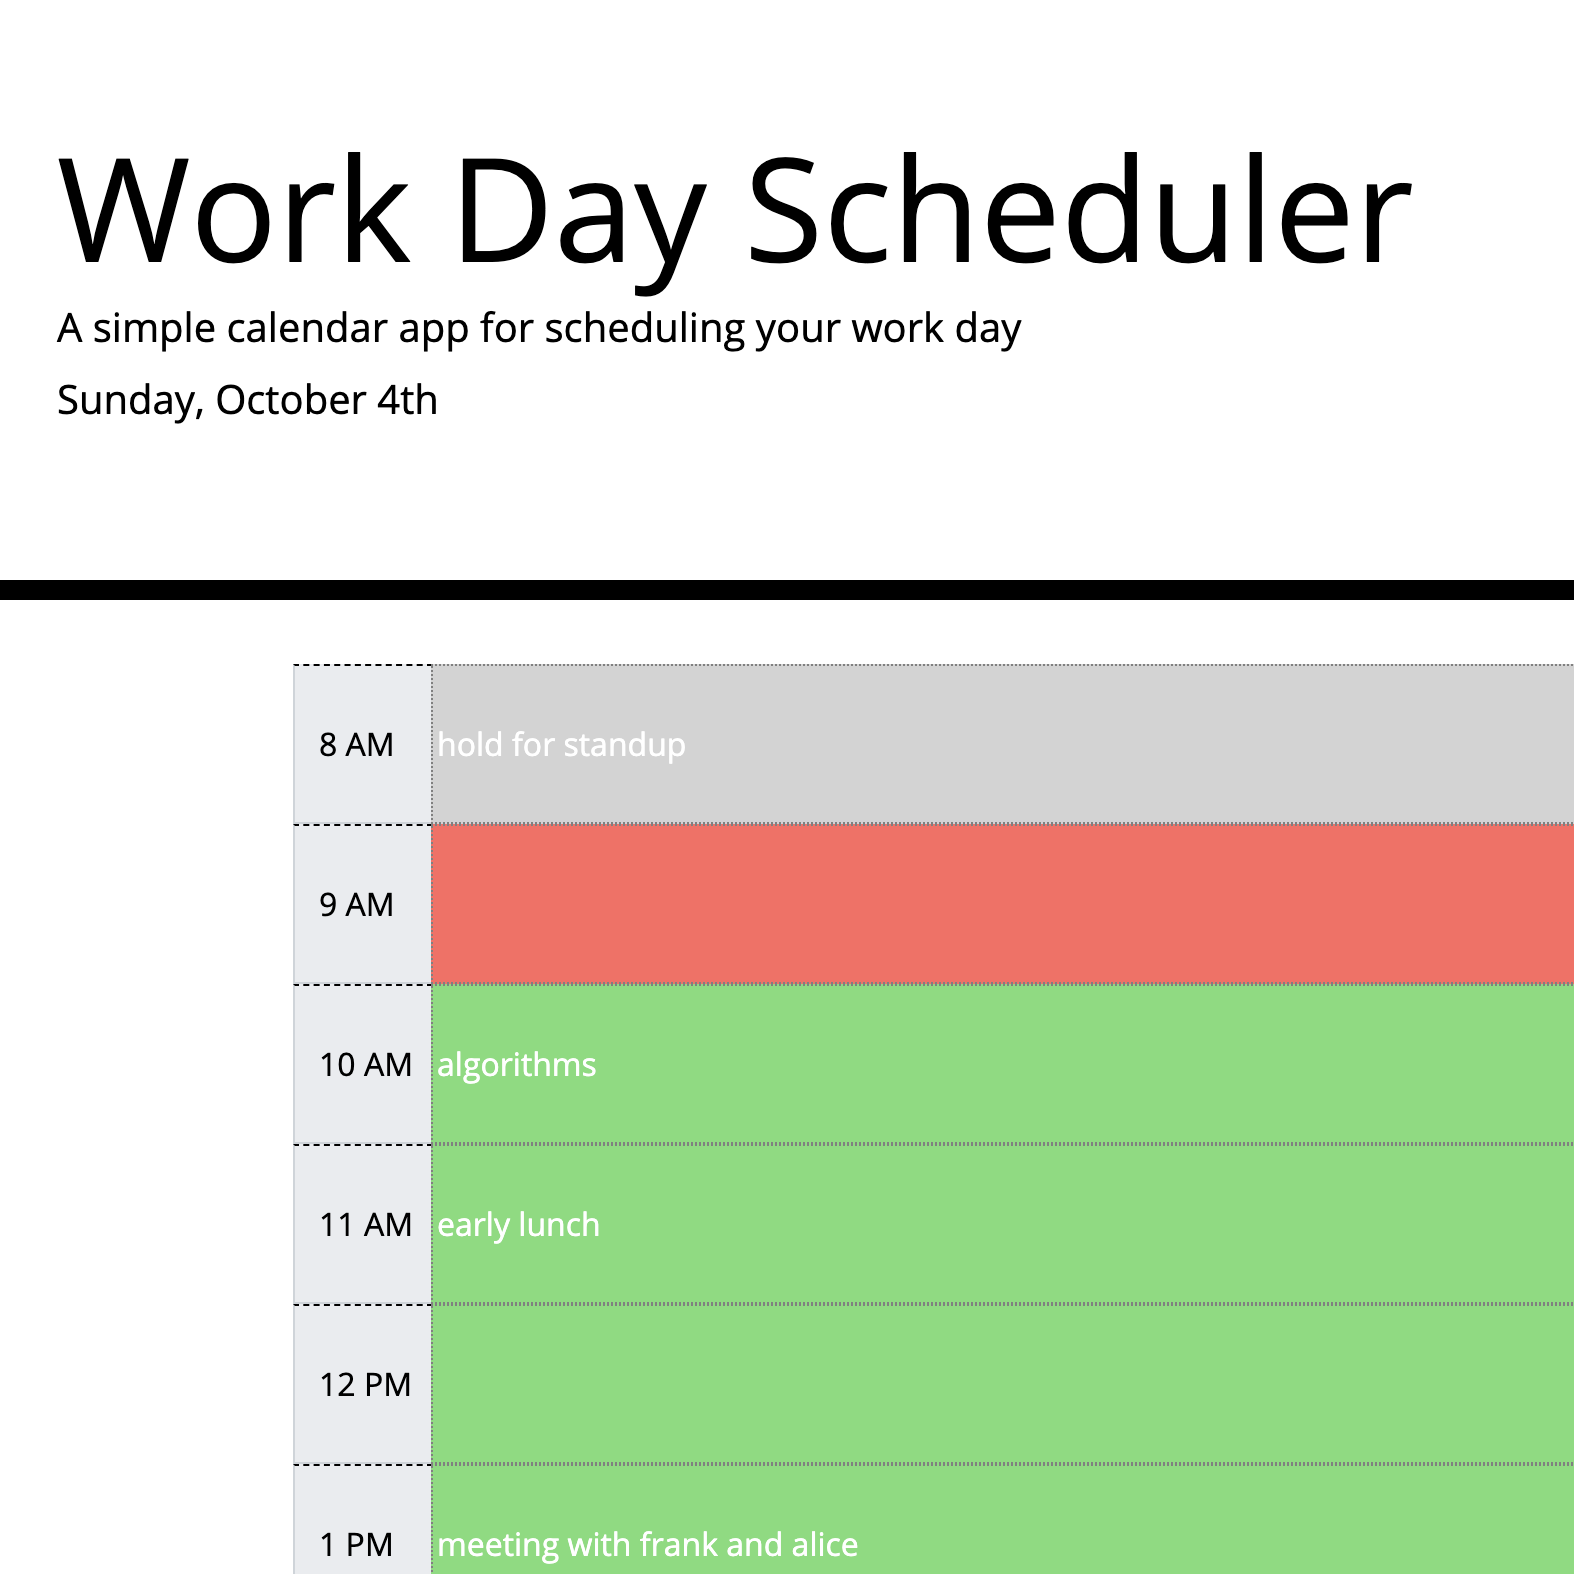 Work Day Scheduler
A simple calendar app for scheduling your work day
Sunday, October 4th
8 AM hold for standup
9 AM
10 AM algorithms
11 AM early lunch
12 PM
1 PM meeting with frank and alice